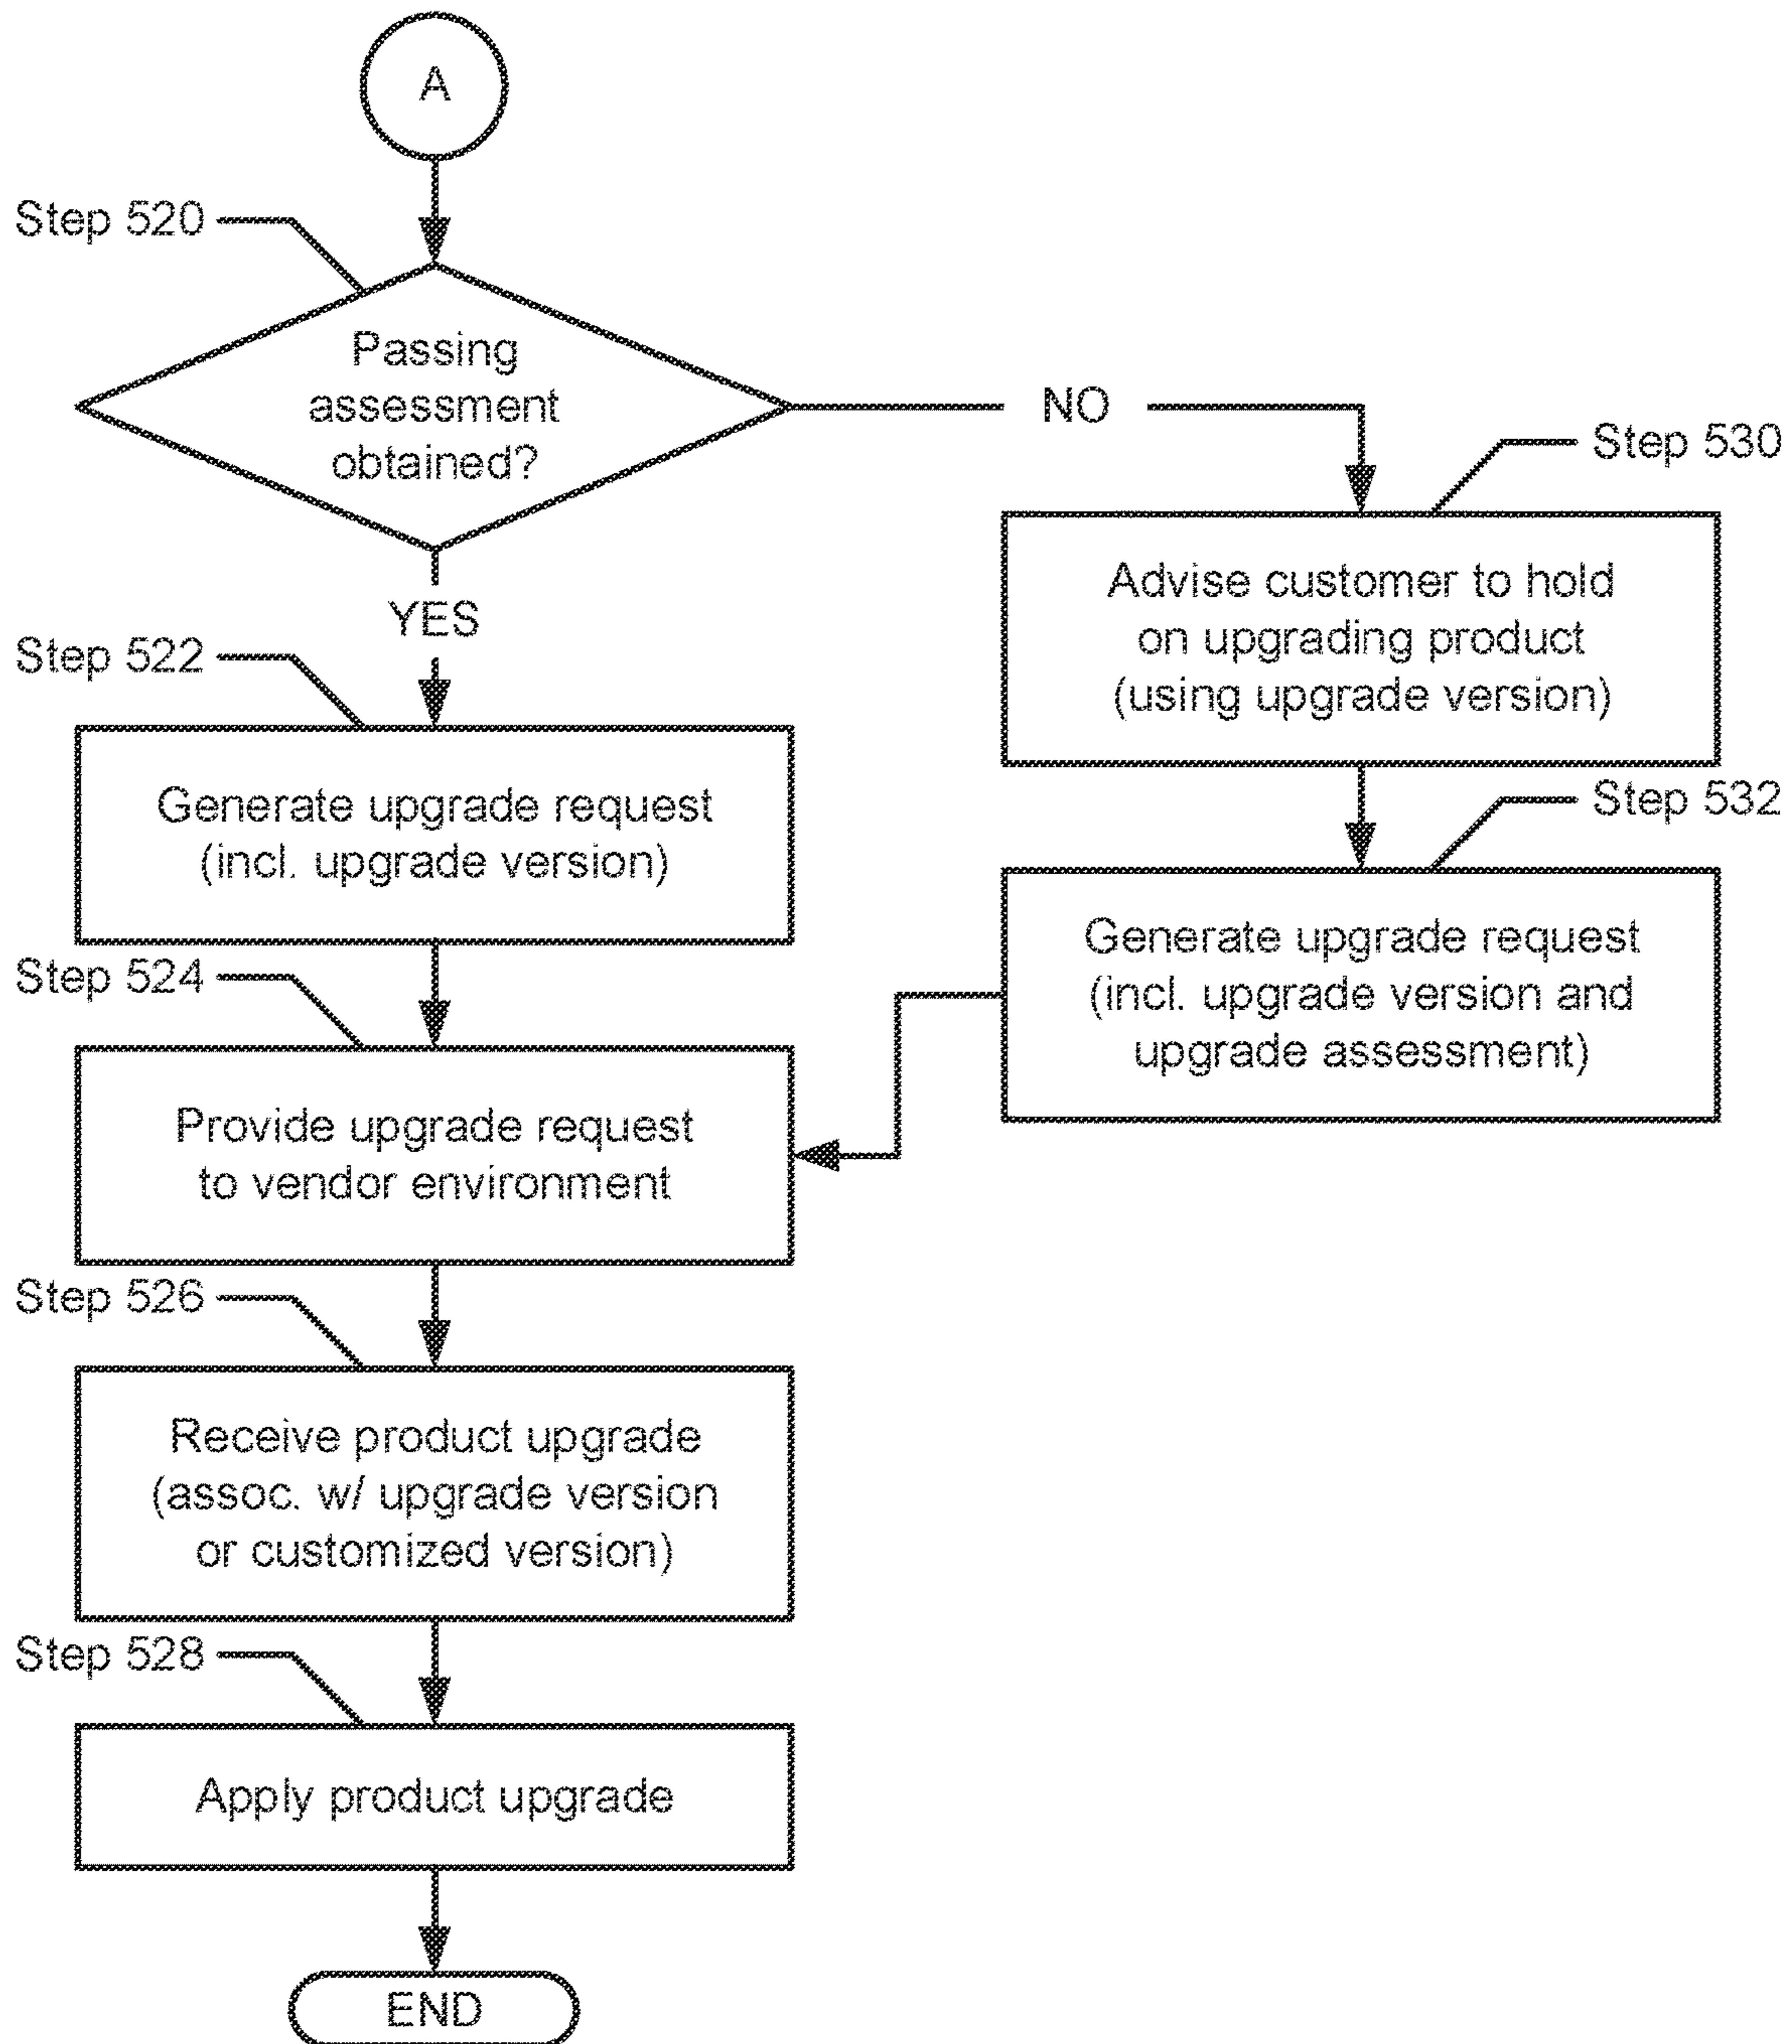 A
Step 520
Passing
assessment
obtained?
NO
Step 530
Advise customer to hold
on upgrading product
(using upgrade version)
YES
Step 522
Generate upgrade request
(incl. upgrade version)
Step 532
Generate upgrade request
(incl. upgrade version and
upgrade assessment)
Step 524
Provide upgrade request
to vendor environment
Step 526
Receive product upgrade
(assoc. w/ upgrade version
or customized version)
Step 528
Apply product upgrade
END